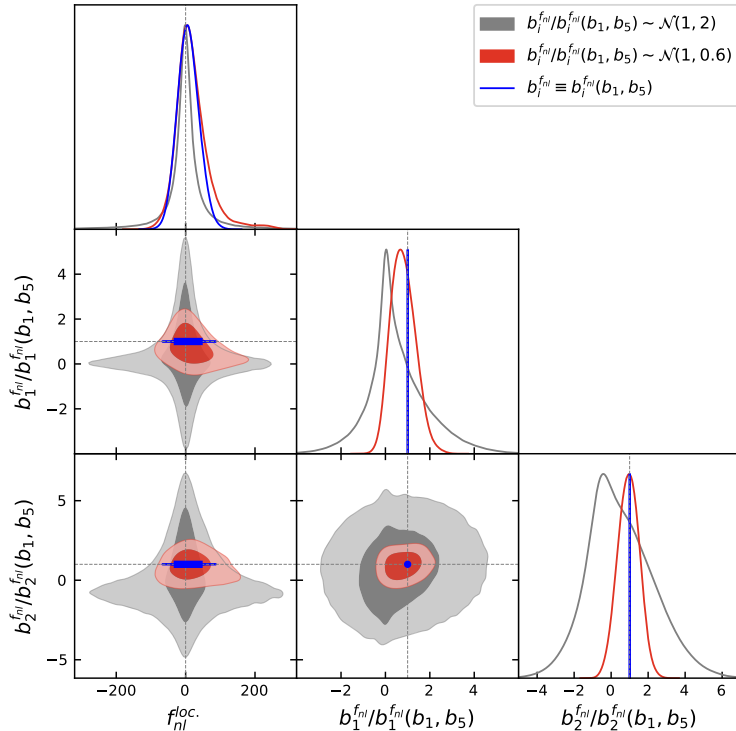 b_i^{f_{nl}}/b_i^{f_{nl}}(b_1, b_5) ~ 𝒩(1, 2)
b_i^{f_{nl}}/b_i^{f_{nl}}(b_1, b_5) ~ 𝒩(1, 0.6)
b_i^{f_{nl}} ≡ b_i^{f_{nl}}(b_1, b_5)
b_1^{f_{nl}}/b_1^{f_{nl}}(b_1, b_5)
4
2
0
−2
b_2^{f_{nl}}/b_2^{f_{nl}}(b_1, b_5)
5
0
−5
−200 0 200
−2 0 2 4
−4 −2 0 2 4 6
f_{nl}^{loc.}
b_1^{f_{nl}}/b_1^{f_{nl}}(b_1, b_5)
b_2^{f_{nl}}/b_2^{f_{nl}}(b_1, b_5)